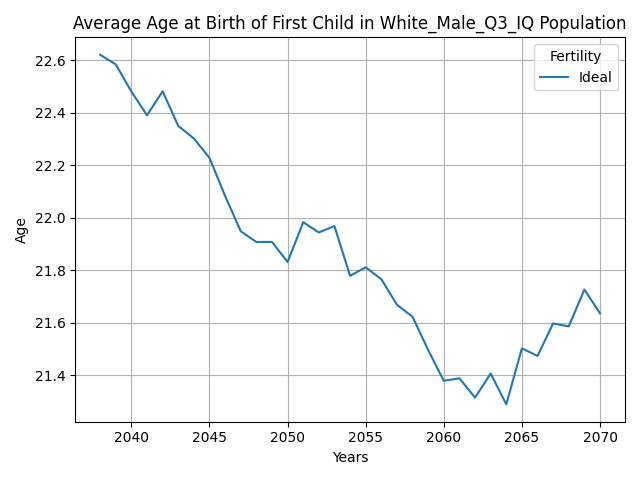 Average Age at Birth of First Child in White_Male_Q3_IQ Population
Fertility
Ideal
22.6
22.4
22.2
22.0
21.8
21.6
21.4
Age
2040 2045 2050 2055 2060 2065 2070
Years